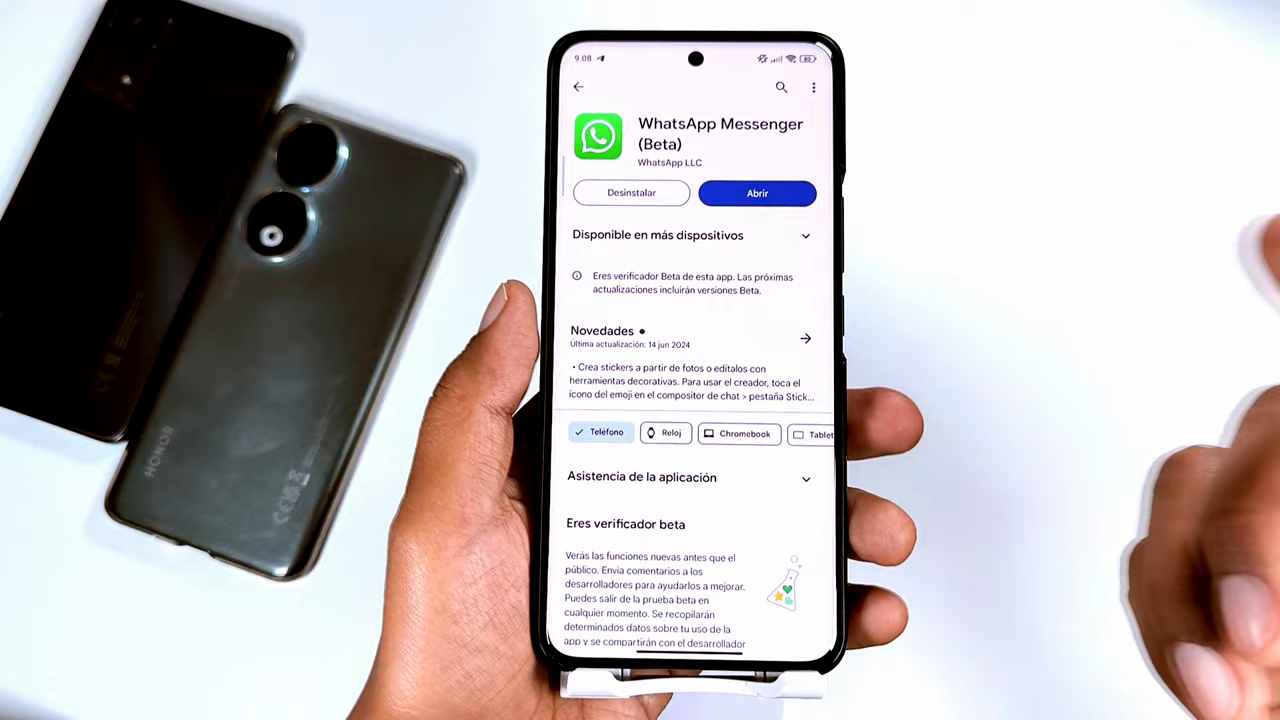 9.08
80
WhatsApp Messenger
(Beta)
WhatsApp LLC
Desinstalar
Abrir
Disponible en más dispositivos
Eres verificador Beta de esta app. Las próximas
actualizaciones incluirán versiones Beta.
Novedades
Última actualización: 14 jun 2024
• Crea stickers a partir de fotos o edítalos con
herramientas decorativas. Para usar el creador, toca el
ícono del emoji en el compositor de chat > pestaña Stick...
Teléfono
Reloj
Chromebook
Tablet
Asistencia de la aplicación
Eres verificador beta
Verás las funciones nuevas antes que el
público. Envía comentarios a los
desarrolladores para ayudarlos a mejorar.
Puedes salir de la prueba beta en
cualquier momento. Se recopilarán
determinados datos sobre tu uso de la
app y se compartirán con el desarrollador
HONOR